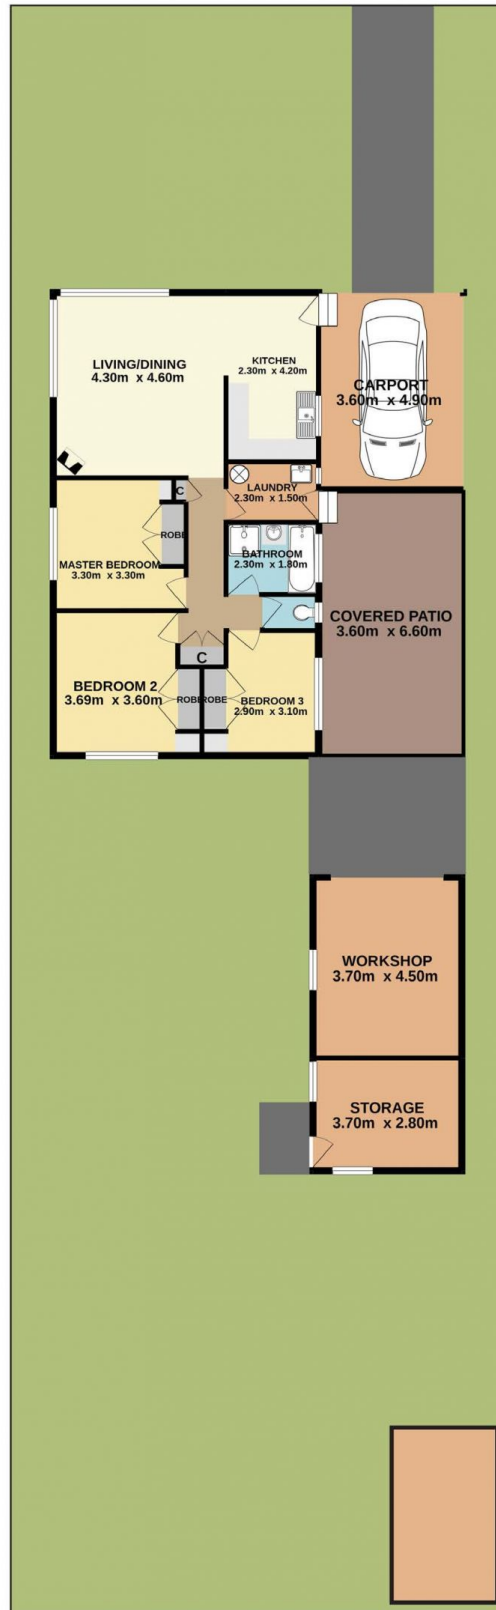 LIVING/DINING
4.30m x 4.60m
KITCHEN
2.30m x 4.20m
CARPORT
3.60m x 4.90m
C
LAUNDRY
2.30m x 1.50m
ROBE
MASTER BEDROOM
3.30m x 3.30m
BATHROOM
2.30m x 1.80m
COVERED PATIO
3.60m x 6.60m
C
BEDROOM 2
3.69m x 3.60m
ROBE
ROBE
BEDROOM 3
2.90m x 3.10m
WORKSHOP
3.70m x 4.50m
STORAGE
3.70m x 2.80m